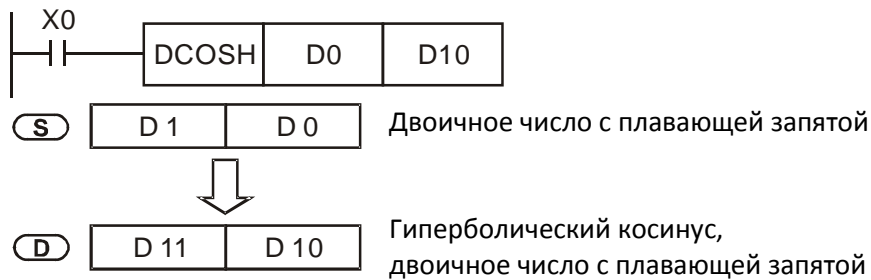 X0
DCOSH D0 D10
S D 1 D 0 Двоичное число с плавающей запятой
D D 11 D 10 Гиперболический косинус,
двоичное число с плавающей запятой